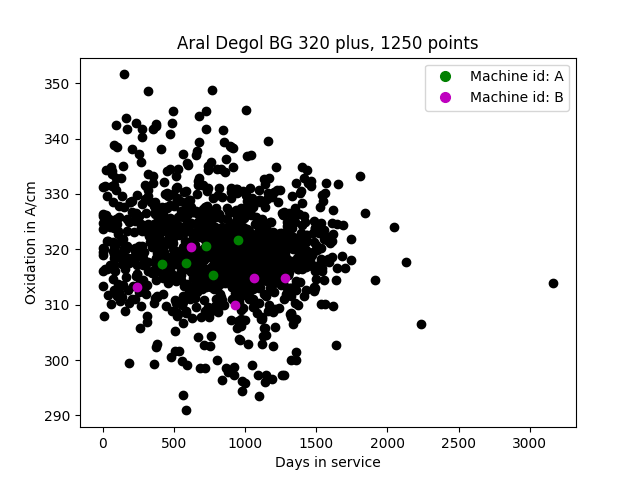 Aral Degol BG 320 plus, 1250 points
Machine id: A
Machine id: B
Oxidation in A/cm
350
340
330
320
310
300
290
0 500 1000 1500 2000 2500 3000
Days in service